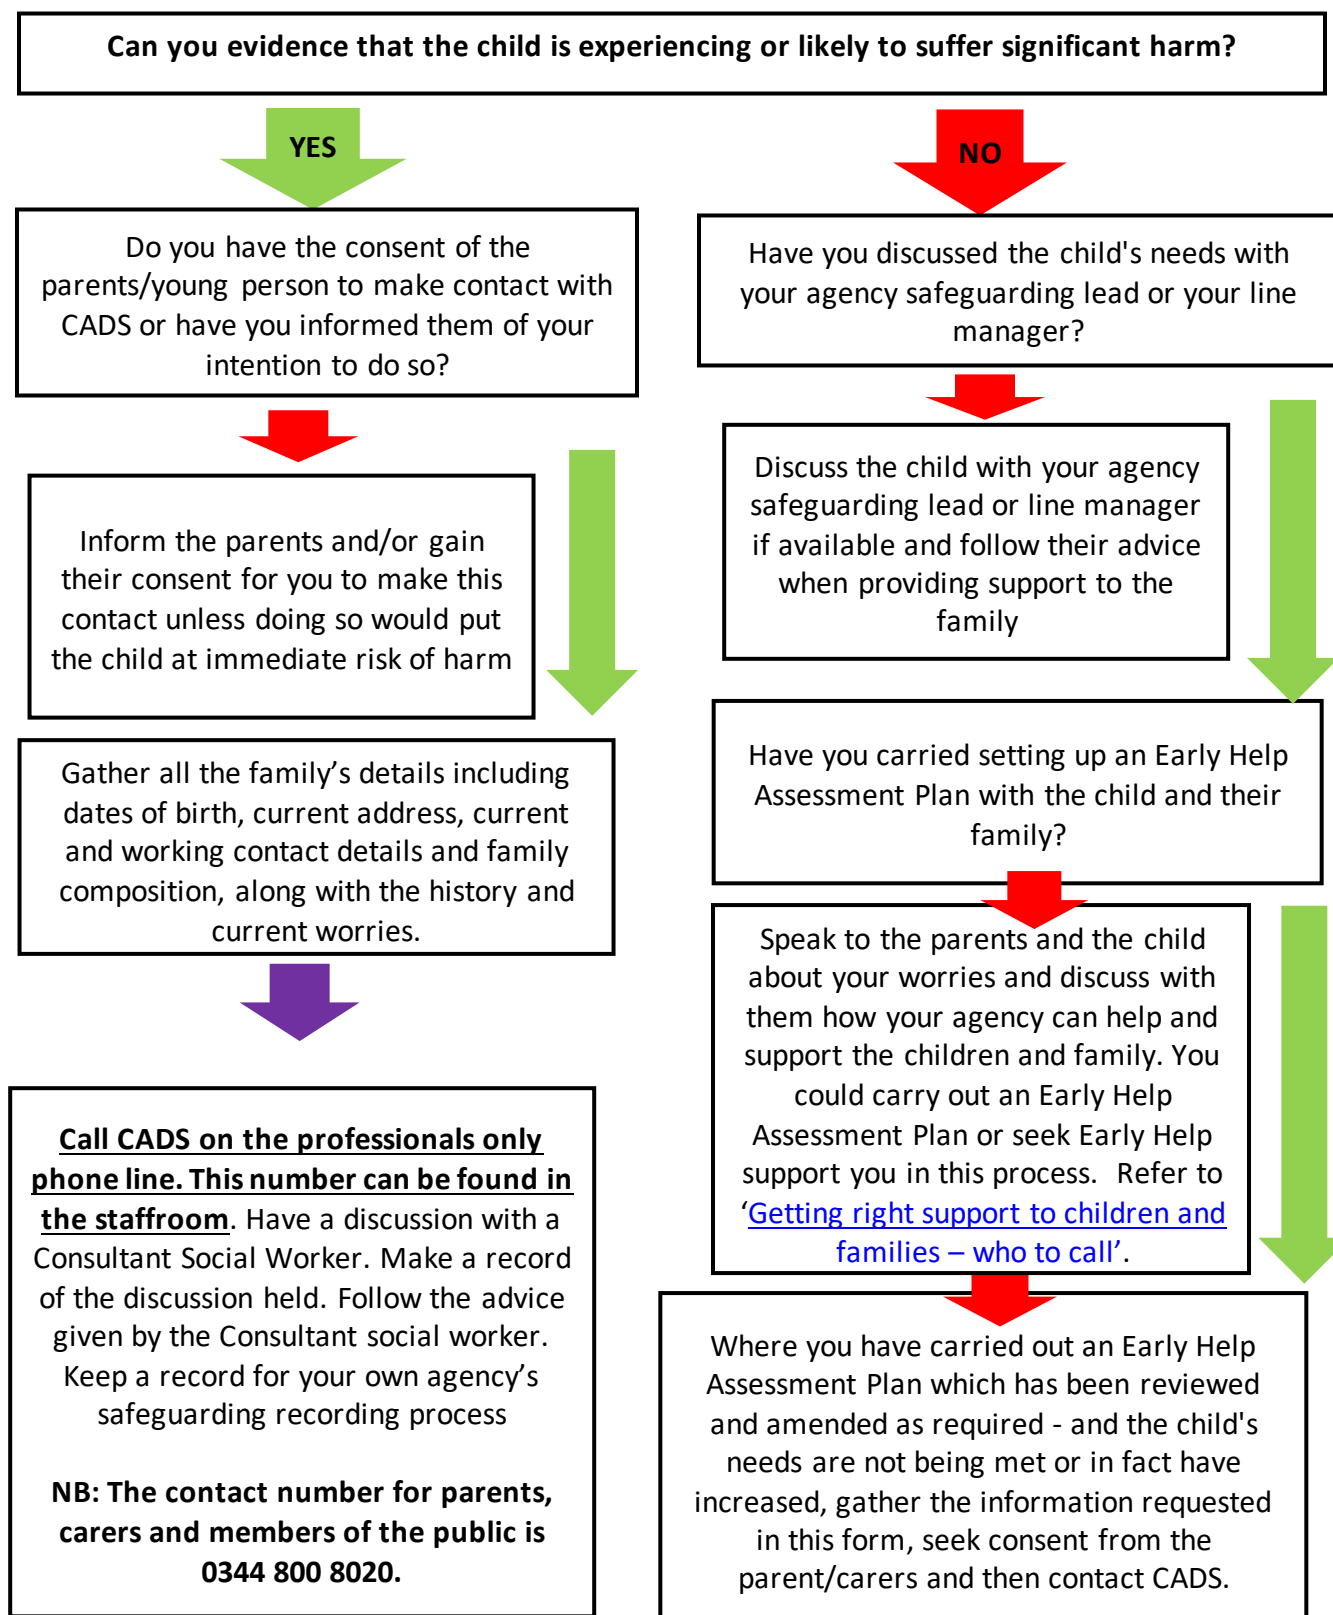 Can you evidence that the child is experiencing or likely to suffer significant harm?
YES
NO
Do you have the consent of the
parents/young person to make contact with
CADS or have you informed them of your
intention to do so?
Inform the parents and/or gain
their consent for you to make this
contact unless doing so would put
the child at immediate risk of harm
Gather all the family’s details including
dates of birth, current address, current
and working contact details and family
composition, along with the history and
current worries.
Call CADS on the professionals only
phone line. This number can be found in
the staffroom. Have a discussion with a
Consultant Social Worker. Make a record
of the discussion held. Follow the advice
given by the Consultant social worker.
Keep a record for your own agency’s
safeguarding recording process
NB: The contact number for parents,
carers and members of the public is
0344 800 8020.
Have you discussed the child's needs with
your agency safeguarding lead or your line
manager?
Discuss the child with your agency
safeguarding lead or line manager
if available and follow their advice
when providing support to the
family
Have you carried setting up an Early Help
Assessment Plan with the child and their
family?
Speak to the parents and the child
about your worries and discuss with
them how your agency can help and
support the children and family. You
could carry out an Early Help
Assessment Plan or seek Early Help
support you in this process. Refer to
‘Getting right support to children and
families – who to call’.
Where you have carried out an Early Help
Assessment Plan which has been reviewed
and amended as required - and the child's
needs are not being met or in fact have
increased, gather the information requested
in this form, seek consent from the
parent/carers and then contact CADS.